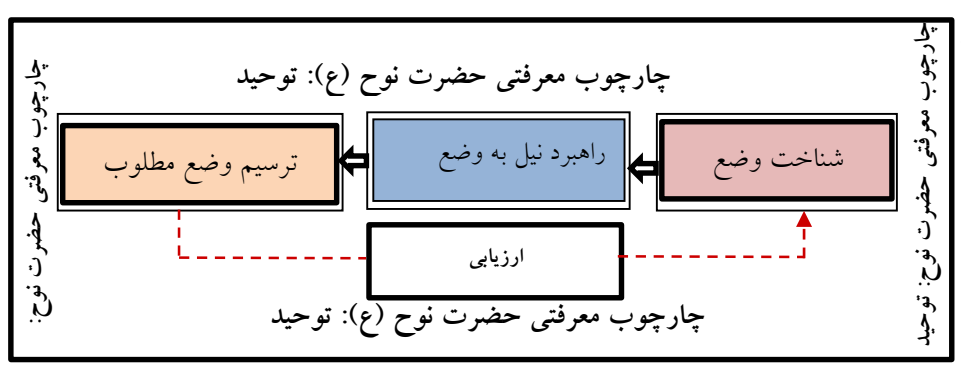 چارچوب معرفتی حضرت نوح (ع): توحید
چارچوب معرفتی حضرت نوح: توحید
شناخت وضع
راهبرد نیل به وضع
ترسیم وضع مطلوب
ارزیابی
چارچوب معرفتی حضرت نوح (ع): توحید
چارچوب معرفتی حضرت نوح::